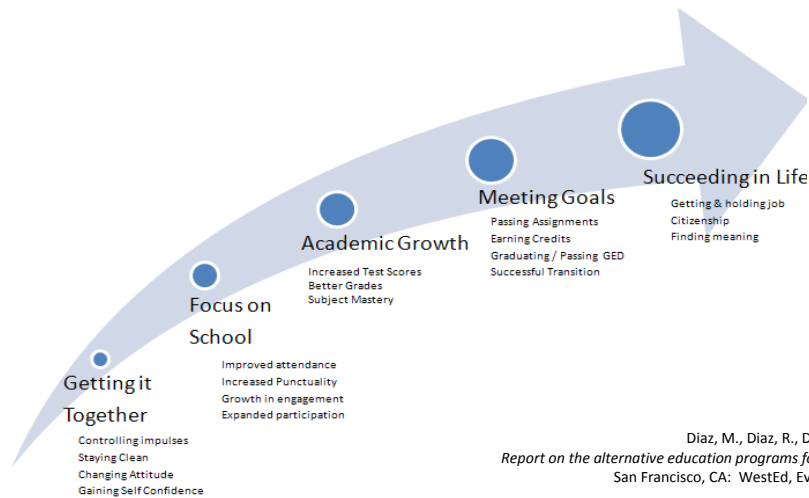 Getting it
Together
Controlling impulses
Staying Clean
Changing Attitude
Gaining Self Confidence
Focus on
School
Improved attendance
Increased Punctuality
Growth in engagement
Expanded participation
Academic Growth
Increased Test Scores
Better Grades
Subject Mastery
Meeting Goals
Passing Assignments
Earning Credits
Graduating / Passing GED
Successful Transition
Succeeding in Life
Getting & holding job
Citizenship
Finding meaning
Diaz, M., Diaz, R., D
Report on the alternative education programs fo
San Francisco, CA: WestEd, Ev